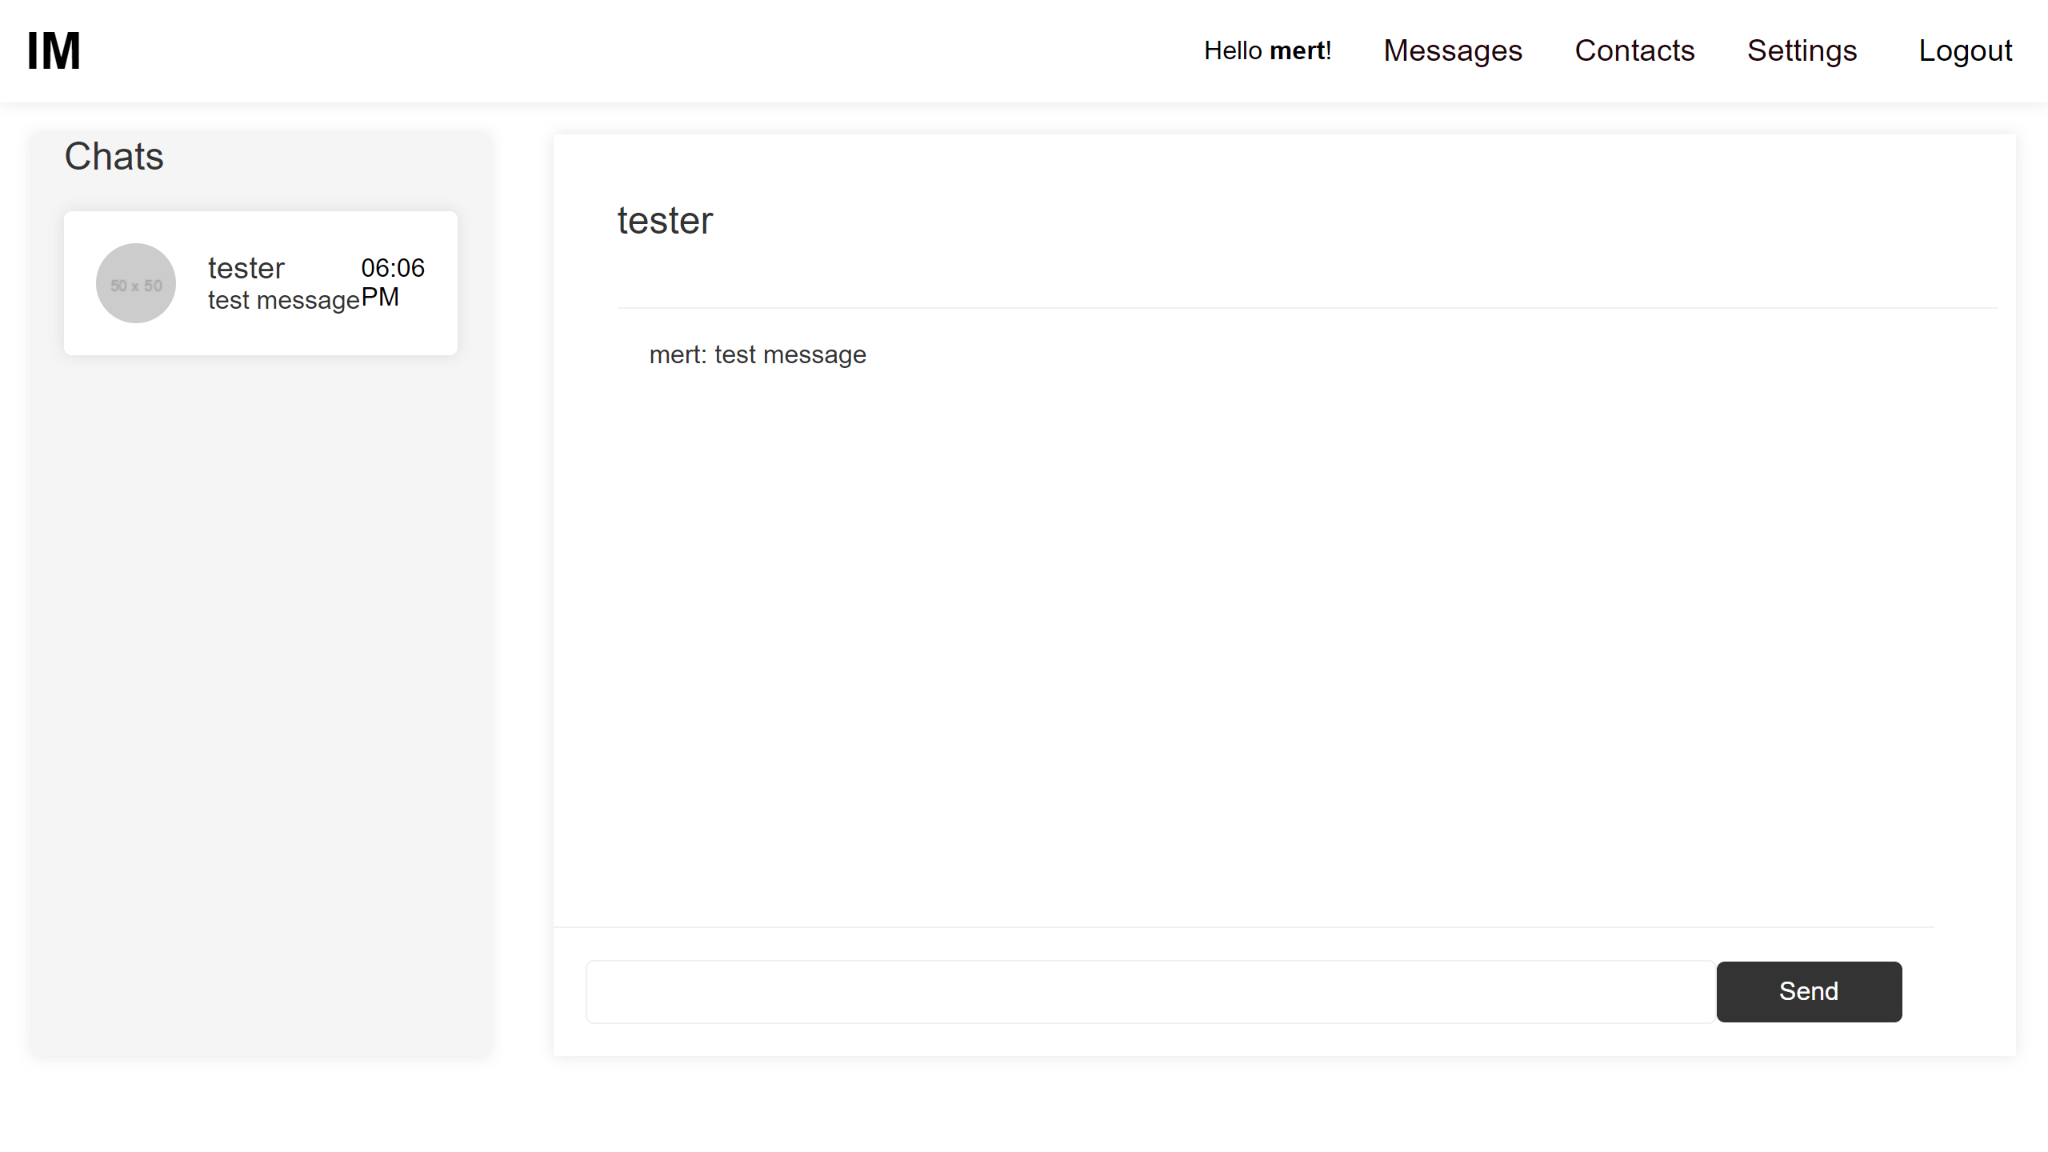 IM
Hello mert! Messages Contacts Settings Logout
Chats
50 x 50
tester
test message
06:06
PM
tester
mert: test message
Send